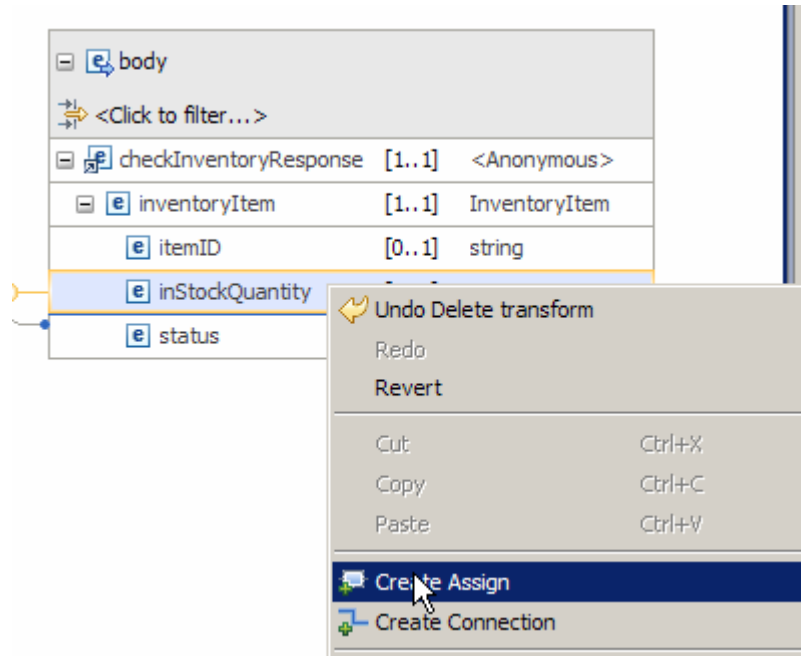 body
<Click to filter...>
checkInventoryResponse [1..1] <Anonymous>
inventoryItem [1..1] InventoryItem
itemID [0..1] string
inStockQuantity
status
Undo Delete transform
Redo
Revert
Cut Ctrl+X
Copy Ctrl+C
Paste Ctrl+V
Create Assign
Create Connection